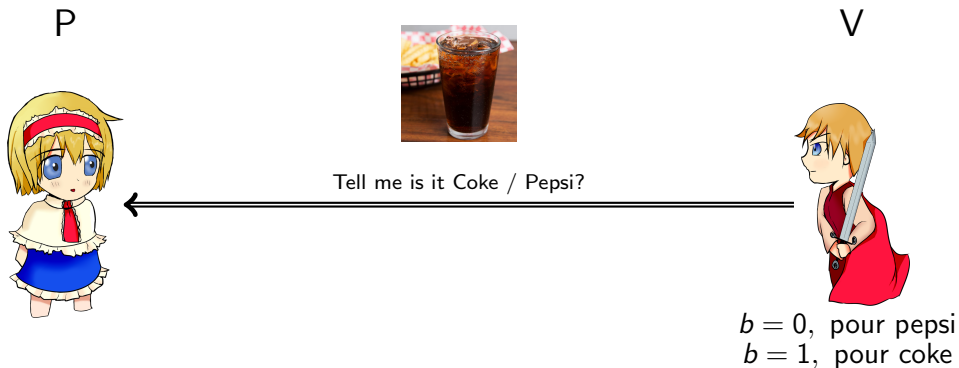 P
V
Tell me is it Coke / Pepsi?
b = 0, pour pepsi
b = 1, pour coke